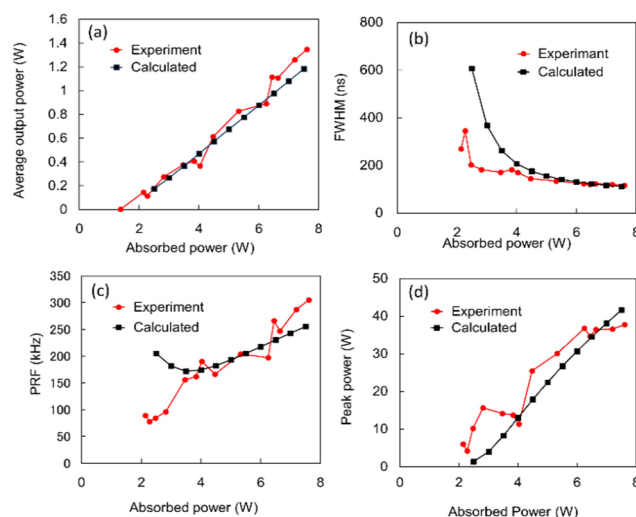 (a)
Experiment
Calculated
Average output power (W)
1.6
1.4
1.2
1
0.8
0.6
0.4
0.2
0
0 2 4 6 8
Absorbed power (W)
(b)
Experimant
Calculated
FWHM (ns)
800
600
400
200
0
0 2 4 6 8
Absorbed power (W)
(c)
Experiment
Calculated
PRF (kHz)
350
300
250
200
150
100
50
0
0 2 4 6 8
Absorbed power (W)
(d)
Experiment
Calculated
Peak power (W)
50
40
30
20
10
0
0 2 4 6 8
Absorbed Power (W)